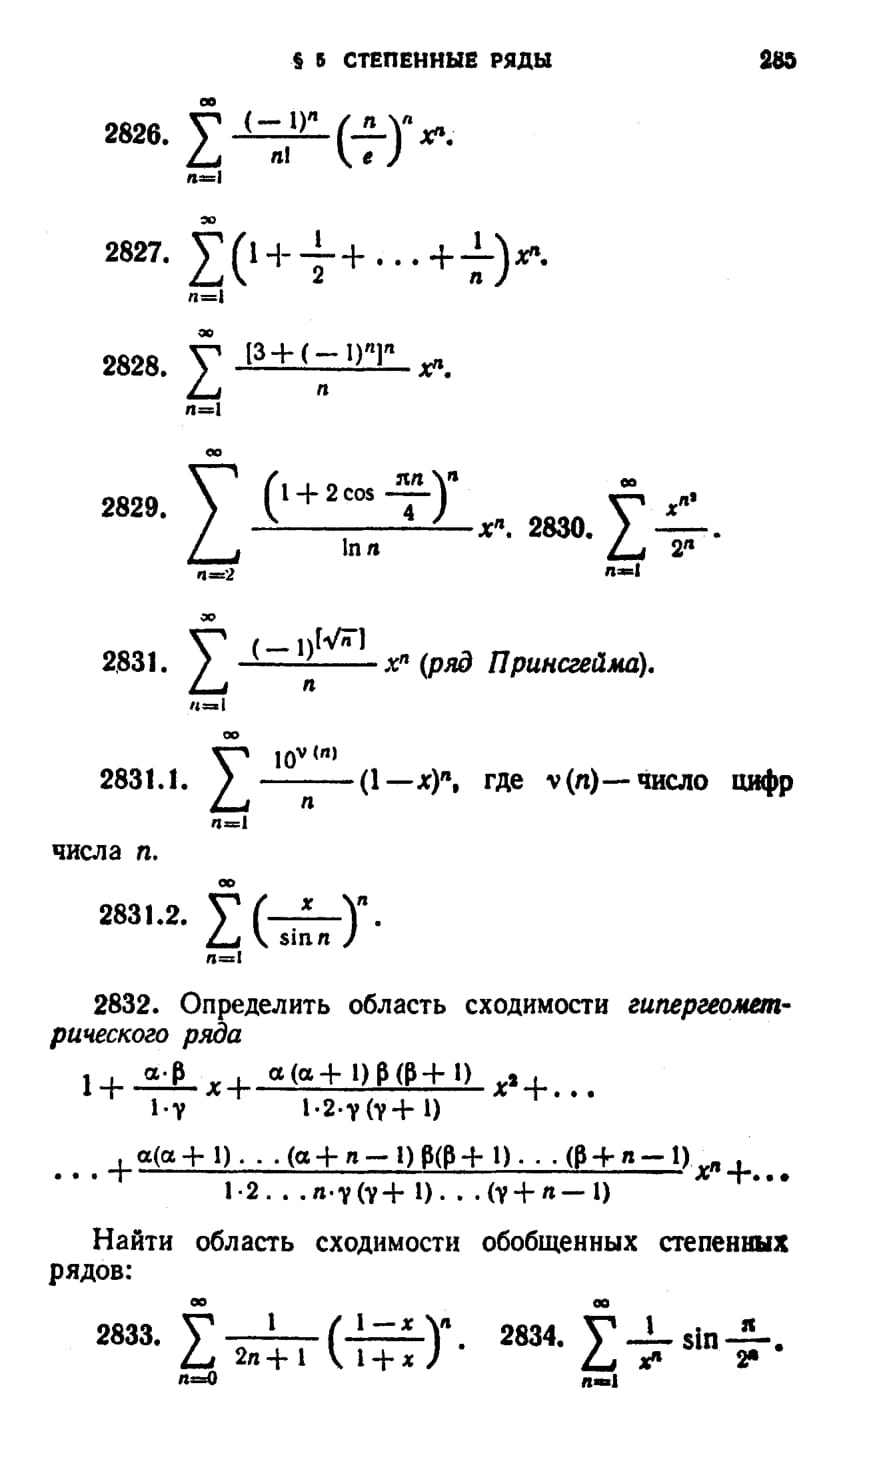 § 5 СТЕПЕННЫЕ РЯДЫ 285
2826. $\sum_{n=1}^{\infty} \frac{(-1)^n}{n!} \left(\frac{n}{e}\right)^n x^n.$
2827. $\sum_{n=1}^{\infty} \left(1 + \frac{1}{2} + \ldots + \frac{1}{n}\right) x^n.$
2828. $\sum_{n=1}^{\infty} \frac{[3 + (-1)^n]^n}{n} x^n.$
2829. $\sum_{n=2}^{\infty} \frac{\left(1 + 2\cos\frac{\pi n}{4}\right)^n}{\ln n} x^n.$ 2830. $\sum_{n=1}^{\infty} \frac{x^{n^2}}{2^n}.$
2831. $\sum_{n=1}^{\infty} \frac{(-1)^{[\sqrt{n}]}}{n} x^n$ (ряд Принсгейма).
2831.1. $\sum_{n=1}^{\infty} \frac{10^{\nu(n)}}{n} (1-x)^n,$ где $\nu(n)$ — число цифр
числа n.
2831.2. $\sum_{n=1}^{\infty} \left(\frac{x}{\sin n}\right)^n.$
2832. Определить область сходимости гипергеомет-
рического ряда
$1 + \frac{\alpha \cdot \beta}{1 \cdot \gamma} x + \frac{\alpha(\alpha+1)\beta(\beta+1)}{1 \cdot 2 \cdot \gamma(\gamma+1)} x^2 + \ldots$
$\ldots + \frac{\alpha(\alpha+1)\ldots(\alpha+n-1)\beta(\beta+1)\ldots(\beta+n-1)}{1 \cdot 2 \ldots n \cdot \gamma(\gamma+1)\ldots(\gamma+n-1)} x^n + \ldots$
Найти область сходимости обобщенных степенных
рядов:
2833. $\sum_{n=0}^{\infty} \frac{1}{2n+1} \left(\frac{1-x}{1+x}\right)^n.$ 2834. $\sum_{n=1}^{\infty} \frac{1}{x^n} \sin\frac{\pi}{2^n}.$